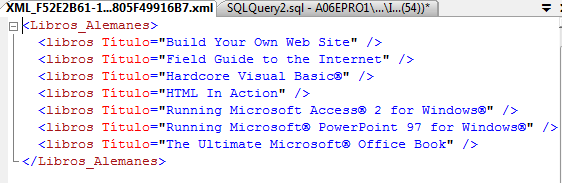 XML_F52E2B61-1...805F49916B7.xml SQLQuery2.sql - A06EPRO1\...\I...(54))*
<Libros_Alemanes>
<libros Título="Build Your Own Web Site" />
<libros Título="Field Guide to the Internet" />
<libros Título="Hardcore Visual Basic®" />
<libros Título="HTML In Action" />
<libros Título="Running Microsoft Access® 2 for Windows®" />
<libros Título="Running Microsoft® PowerPoint 97 for Windows®" />
<libros Título="The Ultimate Microsoft® Office Book" />
</Libros_Alemanes>